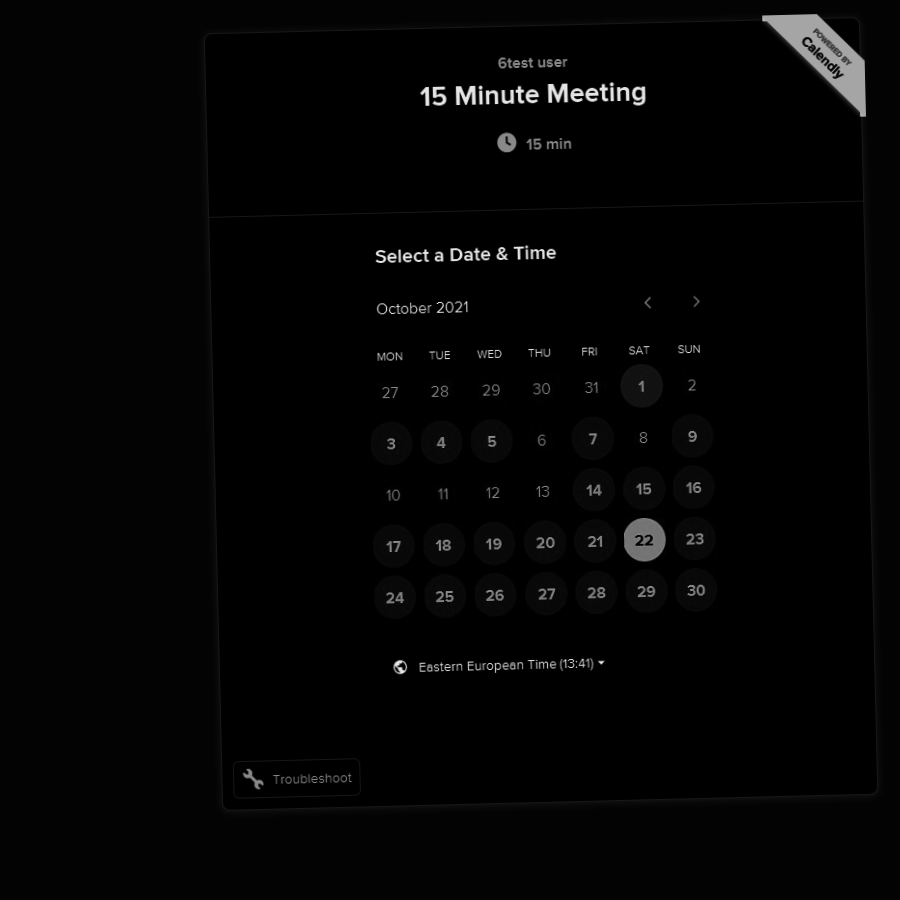 POWERED BY
Calendly
6test user
15 Minute Meeting
15 min
Select a Date & Time
October 2021
MON TUE WED THU FRI SAT SUN
27 28 29 30 31 1 2
3 4 5 6 7 8 9
10 11 12 13 14 15 16
17 18 19 20 21 22 23
24 25 26 27 28 29 30
Eastern European Time (13:41)
Troubleshoot